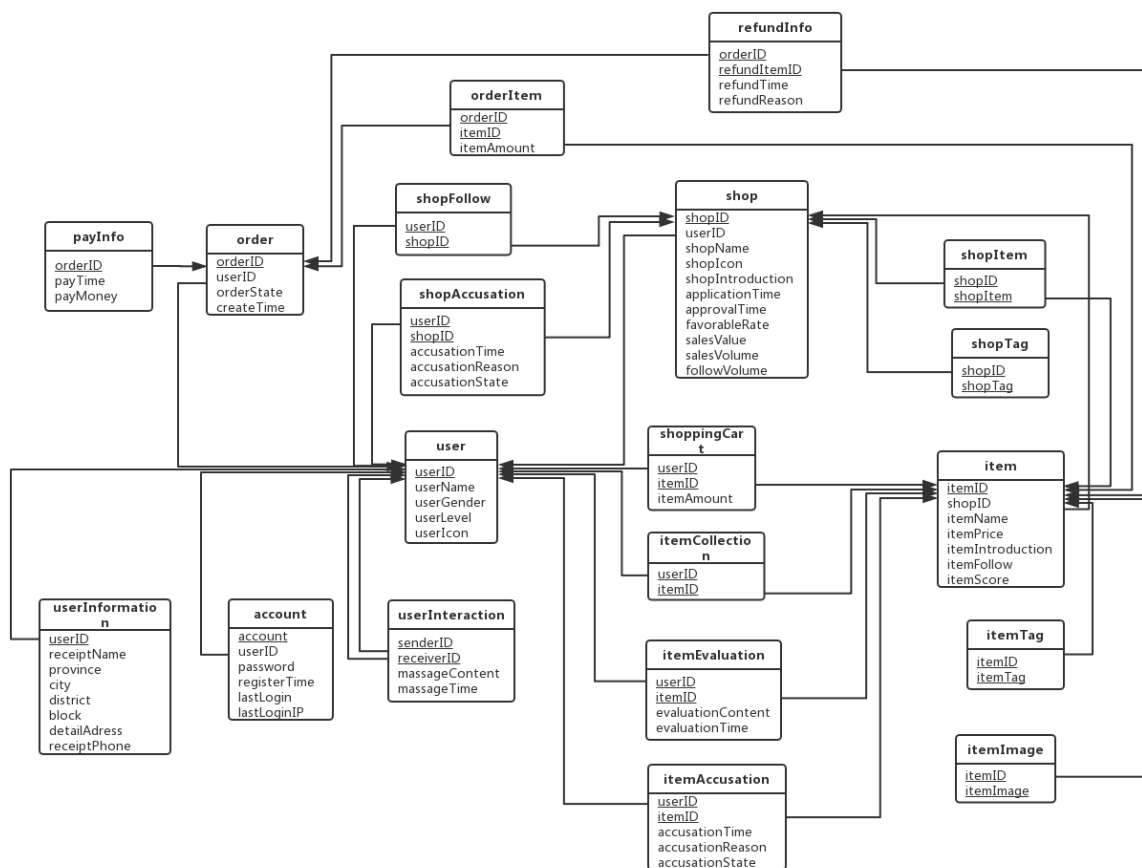 refundInfo
orderID
refundItemID
refundTime
refundReason
orderItem
orderID
itemID
itemAmount
shopFollow
userID
shopID
shop
shopID
userID
shopName
shopIcon
shopIntroduction
applicationTime
approvalTime
favorableRate
salesValue
salesVolume
followVolume
payInfo
orderID
payTime
payMoney
order
orderID
userID
orderState
createTime
shopItem
shopID
shopItem
shopAccusation
userID
shopID
accusationTime
accusationReason
accusationState
shopTag
shopID
shopTag
user
userID
userName
userGender
userLevel
userIcon
shoppingCar
t
userID
itemID
itemAmount
item
itemID
shopID
itemName
itemPrice
itemIntroduction
itemFollow
itemScore
itemCollectio
n
userID
itemID
userInformatio
n
userID
receiptName
province
city
district
block
detailAdress
receiptPhone
account
account
userID
password
registerTime
lastLogin
lastLoginIP
userInteraction
senderID
receiverID
massageContent
massageTime
itemEvaluation
userID
itemID
evaluationContent
evaluationTime
itemTag
itemID
itemTag
itemImage
itemID
itemImage
itemAccusation
userID
itemID
accusationTime
accusationReason
accusationState